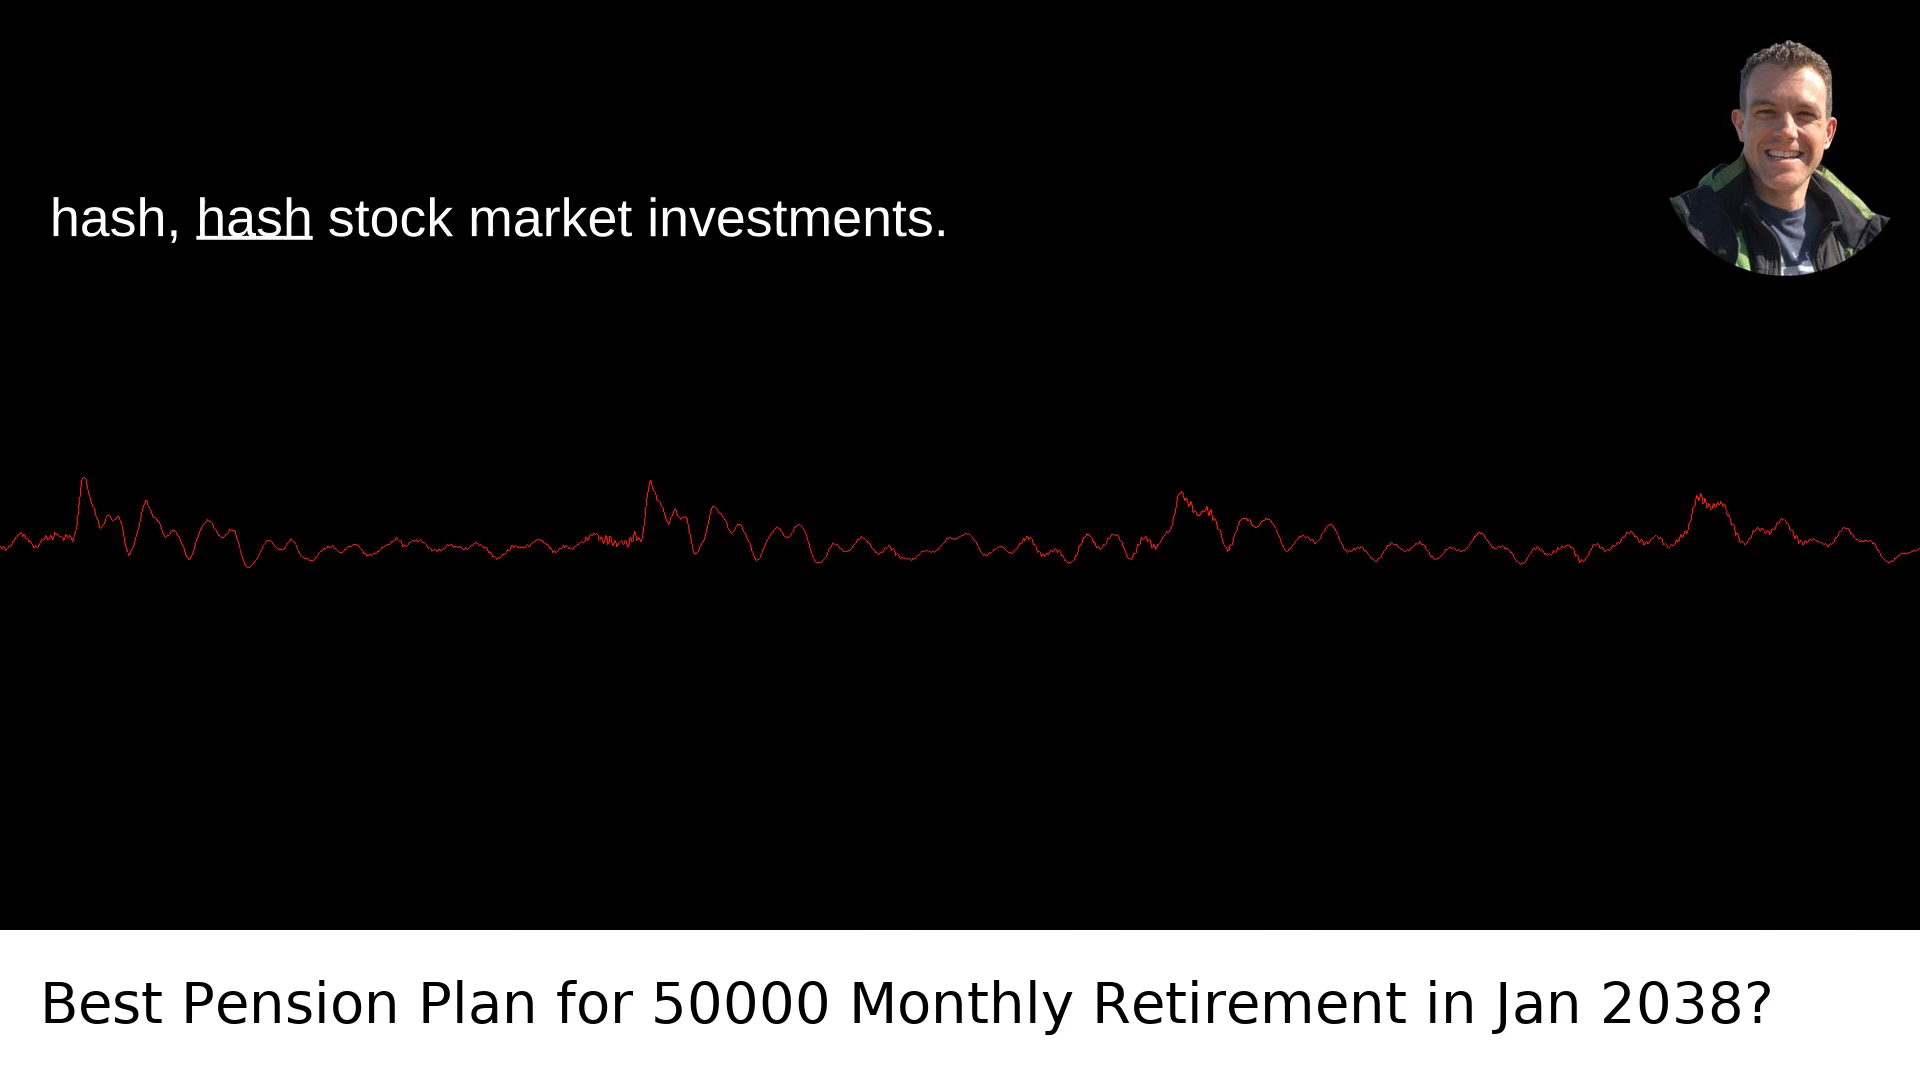 hash, hash stock market investments.
Best Pension Plan for 50000 Monthly Retirement in Jan 2038?